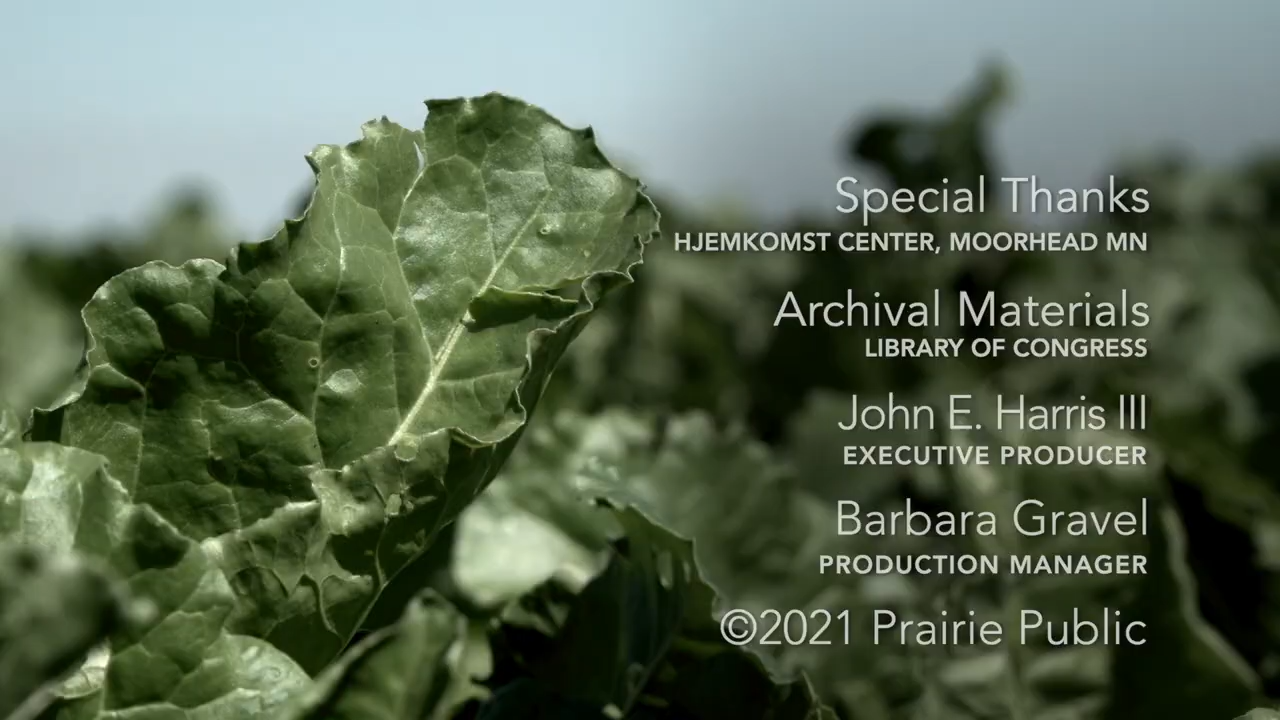 Special Thanks
HJEMKOMST CENTER, MOORHEAD MN
Archival Materials
LIBRARY OF CONGRESS
John E. Harris III
EXECUTIVE PRODUCER
Barbara Gravel
PRODUCTION MANAGER
©2021 Prairie Public